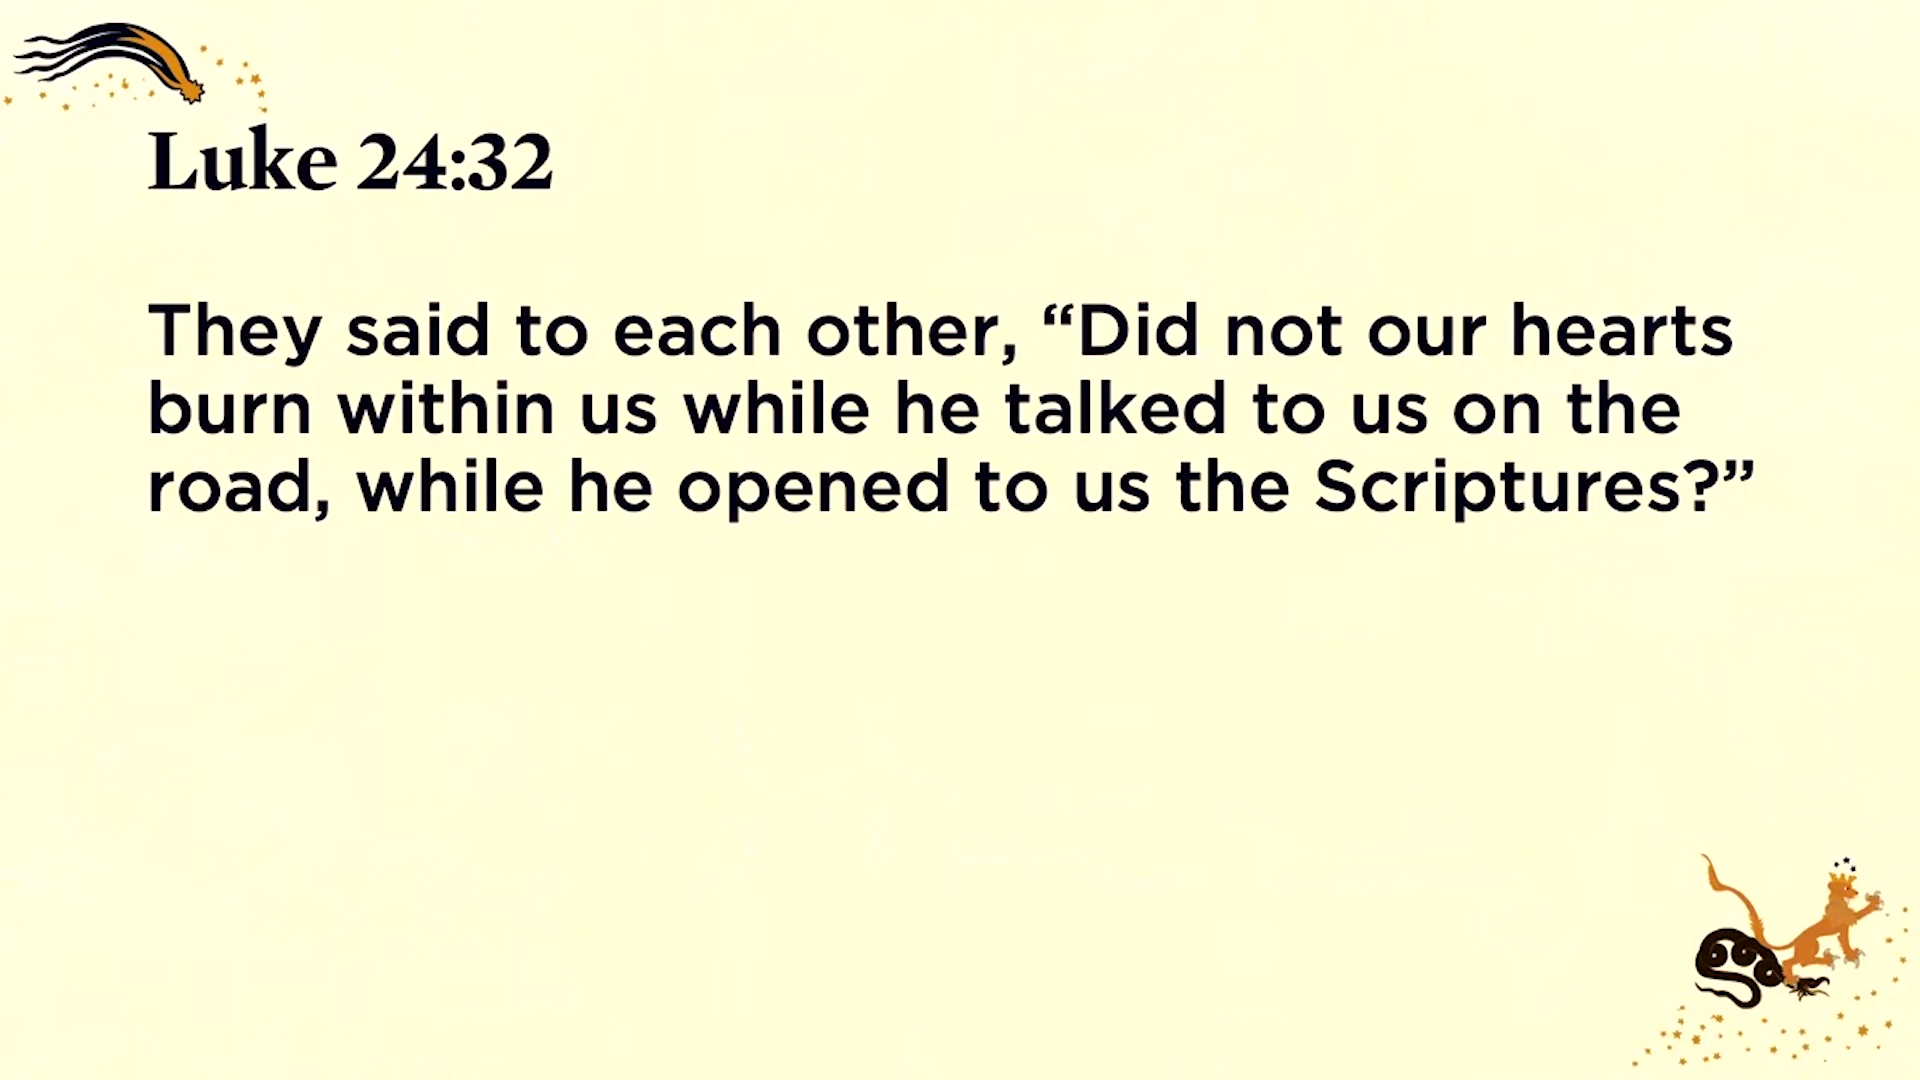 Luke 24:32
They said to each other, “Did not our hearts
burn within us while he talked to us on the
road, while he opened to us the Scriptures?”